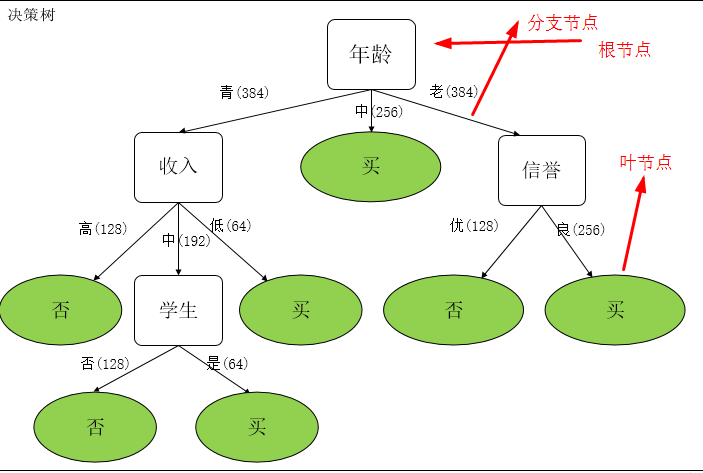 决策树
年龄
分支节点
根节点
青(384)
中(256)
老(384)
收入
买
信誉
叶节点
高(128)
中(192)
低(64)
优(128)
良(256)
否
学生
买
否
买
否(128)
是(64)
否
买